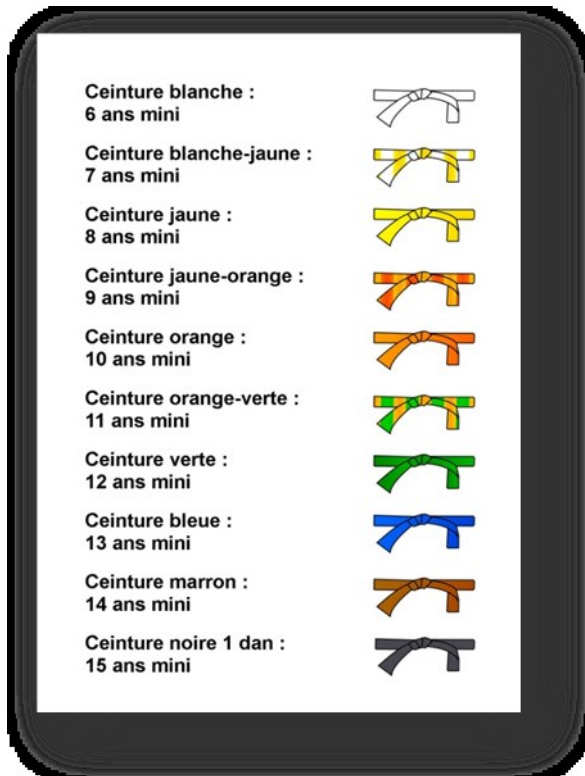 Ceinture blanche :
6 ans mini
Ceinture blanche-jaune :
7 ans mini
Ceinture jaune :
8 ans mini
Ceinture jaune-orange :
9 ans mini
Ceinture orange :
10 ans mini
Ceinture orange-verte :
11 ans mini
Ceinture verte :
12 ans mini
Ceinture bleue :
13 ans mini
Ceinture marron :
14 ans mini
Ceinture noire 1 dan :
15 ans mini